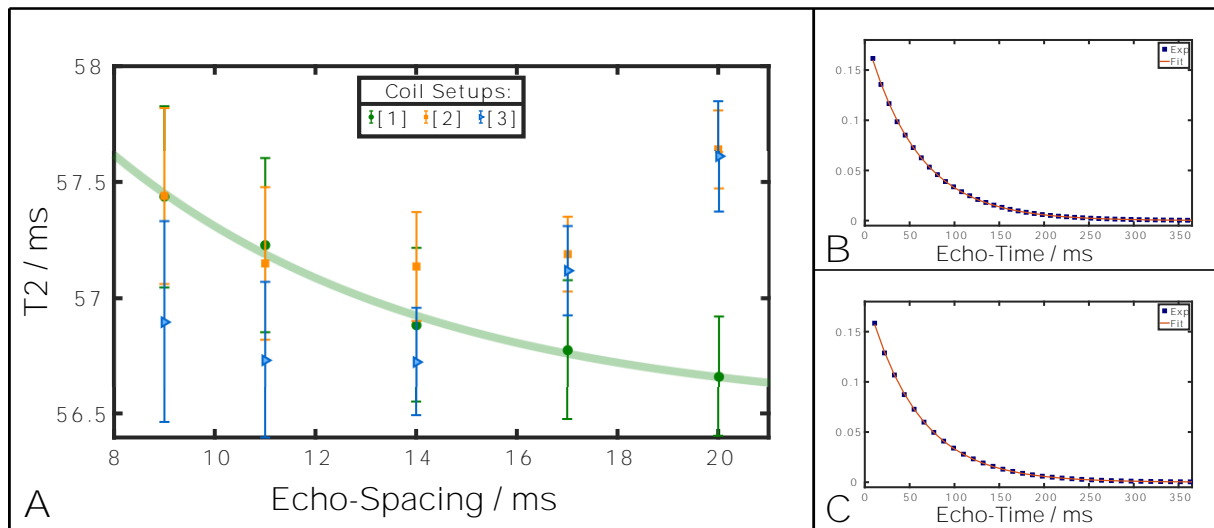 58
57.5
57
56.5
T2 / ms
Coil Setups:
[1] [2] [3]
8 10 12 14 16 18 20
Echo-Spacing / ms
A
0.15
0.1
0.05
0
Exp
Fit
0 50 100 150 200 250 300 350
Echo-Time / ms
B
0.15
0.1
0.05
0
Exp
Fit
0 50 100 150 200 250 300 350
Echo-Time / ms
C